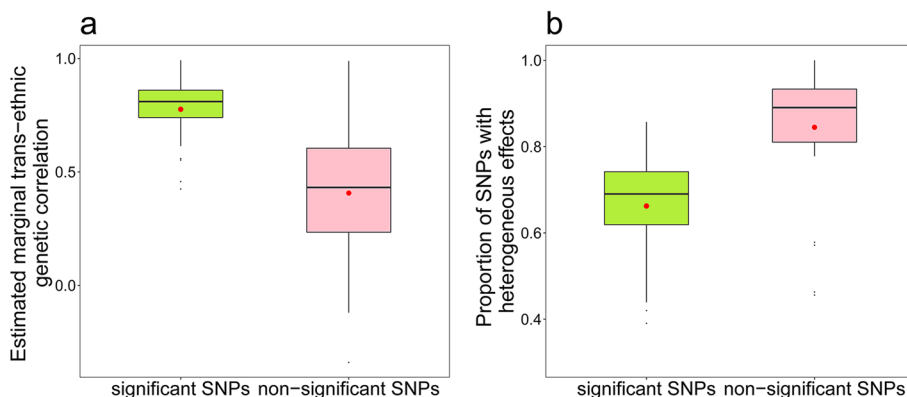 a
Estimated marginal trans-ethnic
genetic correlation
1.0
0.5
0.0
significant SNPs non-significant SNPs
b
Proportion of SNPs with
heterogeneous effects
1.0
0.8
0.6
0.4
significant SNPs non-significant SNPs